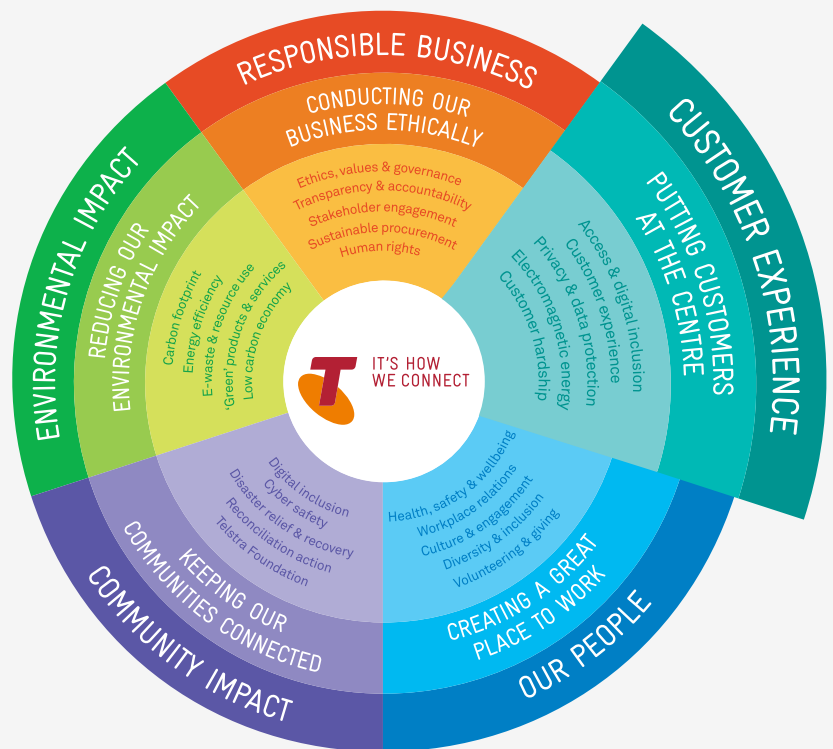 RESPONSIBLE BUSINESS
CONDUCTING OUR
BUSINESS ETHICALLY
Ethics, values & governance
Transparency & accountability
Stakeholder engagement
Sustainable procurement
Human rights
CUSTOMER EXPERIENCE
PUTTING CUSTOMERS
AT THE CENTRE
Access & digital inclusion
Customer experience
Privacy & data protection
Electromagnetic energy
Customer hardship
OUR PEOPLE
CREATING A GREAT
PLACE TO WORK
Health, safety & wellbeing
Workplace relations
Culture & engagement
Diversity & inclusion
Volunteering & giving
COMMUNITY IMPACT
KEEPING OUR
COMMUNITIES CONNECTED
Digital inclusion
Cyber safety
Disaster relief & recovery
Reconciliation action
Telstra Foundation
ENVIRONMENTAL IMPACT
REDUCING OUR
ENVIRONMENTAL IMPACT
Carbon footprint
Energy efficiency
E-waste & resource use
'Green' products & services
Low carbon economy
T
IT'S HOW
WE CONNECT